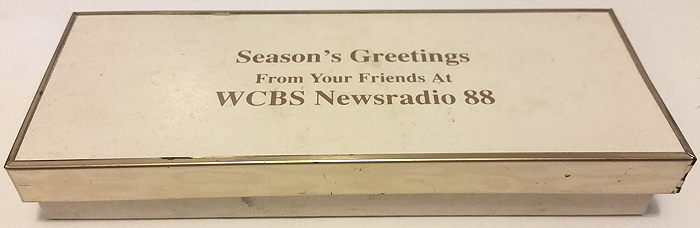 Season's Greetings
From Your Friends At
WCBS Newsradio 88